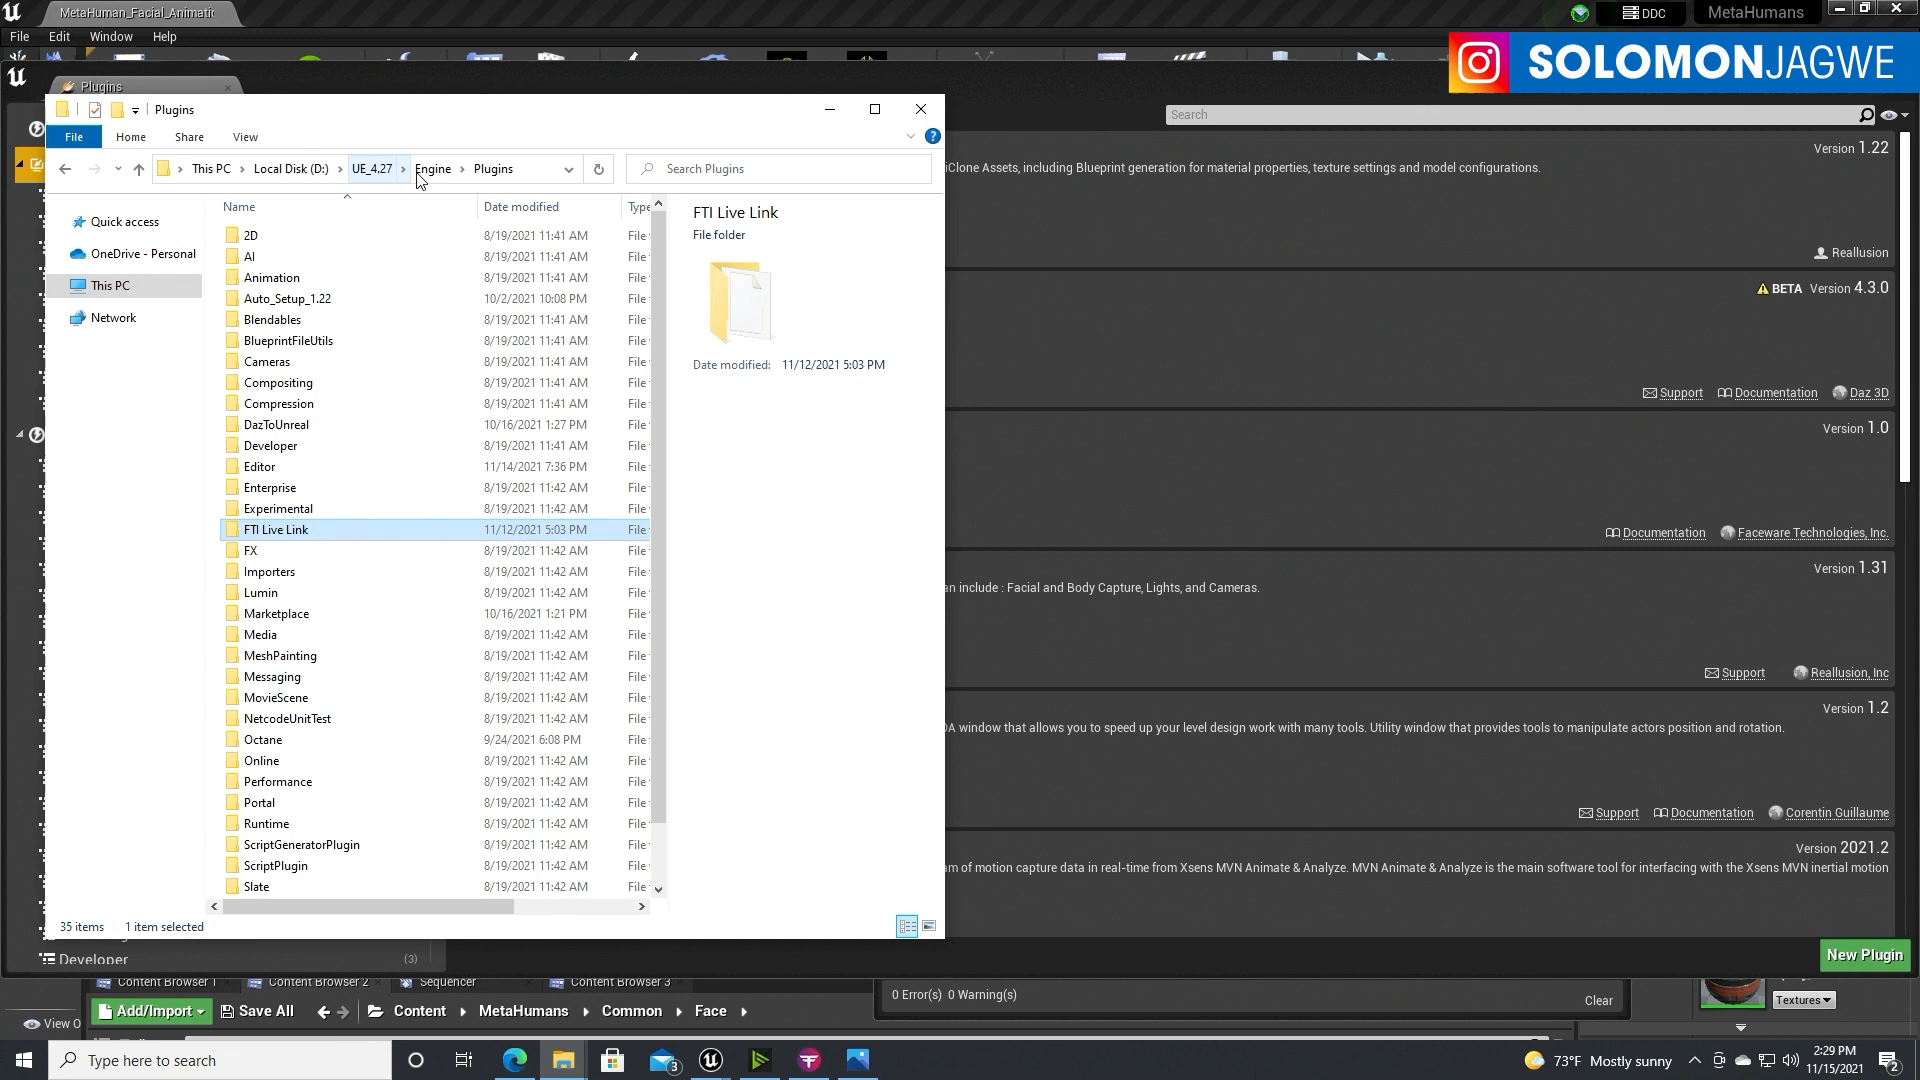 MetaHuman_Facial_Animatic
DDC
MetaHumans
File Edit Window Help
SOLOMONJAGWE
Plugins
Plugins
Search
File Home Share View
Version 1.22
This PC Local Disk (D:) UE_4.27 Engine Plugins
Search Plugins
iClone Assets, including Blueprint generation for material properties, texture settings and model configurations.
Name Date modified Type
FTI Live Link
File folder
Quick access
OneDrive - Personal
This PC
Network
2D 8/19/2021 11:41 AM File
AI 8/19/2021 11:41 AM File
Animation 8/19/2021 11:41 AM File
Auto_Setup_1.22 10/2/2021 10:08 PM File
Blendables 8/19/2021 11:41 AM File
BlueprintFileUtils 8/19/2021 11:41 AM File
Cameras 8/19/2021 11:41 AM File
Compositing 8/19/2021 11:41 AM File
Compression 8/19/2021 11:41 AM File
DazToUnreal 10/16/2021 1:27 PM File
Developer 8/19/2021 11:41 AM File
Editor 11/14/2021 7:36 PM File
Enterprise 8/19/2021 11:42 AM File
Experimental 8/19/2021 11:42 AM File
FTI Live Link 11/12/2021 5:03 PM File
FX 8/19/2021 11:42 AM File
Importers 8/19/2021 11:42 AM File
Lumin 8/19/2021 11:42 AM File
Marketplace 10/16/2021 1:21 PM File
Media 8/19/2021 11:42 AM File
MeshPainting 8/19/2021 11:42 AM File
Messaging 8/19/2021 11:42 AM File
MovieScene 8/19/2021 11:42 AM File
NetcodeUnitTest 8/19/2021 11:42 AM File
Octane 9/24/2021 6:08 PM File
Online 8/19/2021 11:42 AM File
Performance 8/19/2021 11:42 AM File
Portal 8/19/2021 11:42 AM File
Runtime 8/19/2021 11:42 AM File
ScriptGeneratorPlugin 8/19/2021 11:42 AM File
ScriptPlugin 8/19/2021 11:42 AM File
Slate 8/19/2021 11:42 AM File
Date modified: 11/12/2021 5:03 PM
35 items 1 item selected
Reallusion
BETA Version 4.3.0
Support Documentation Daz 3D
Version 1.0
Documentation Faceware Technologies, Inc.
Version 1.31
an include : Facial and Body Capture, Lights, and Cameras.
Support Reallusion, Inc
Version 1.2
window that allows you to speed up your level design work with many tools. Utility window that provides tools to manipulate actors position and rotation.
Support Documentation Corentin Guillaume
Version 2021.2
am of motion capture data in real-time from Xsens MVN Animate & Analyze. MVN Animate & Analyze is the main software tool for interfacing with the Xsens MVN inertial motion
Developer (3)
New Plugin
Content Browser 1 Content Browser 2 Sequencer Content Browser 3
0 Error(s) 0 Warning(s)
Clear
Textures
Add/Import Save All Content MetaHumans Common Face
View O
Type here to search
3
73°F Mostly sunny
2:29 PM
11/15/2021
2